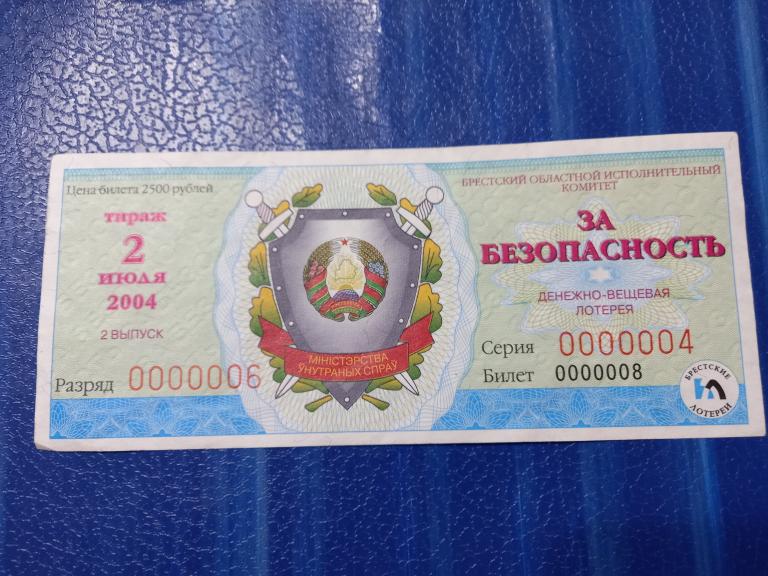 Цена билета 2500 рублей
тираж
2
июля
2004
2 ВЫПУСК
Разряд 0000006
МІНІСТЭРСТВА
ЎНУТРАНЫХ СПРАЎ
БРЕСТСКИЙ ОБЛАСТНОЙ ИСПОЛНИТЕЛЬНЫЙ
КОМИТЕТ
ЗА
БЕЗОПАСНОСТЬ
ДЕНЕЖНО-ВЕЩЕВАЯ
ЛОТЕРЕЯ
Серия 0000004
Билет 0000008
БРЕСТСКИЕ
ЛОТЕРЕИ